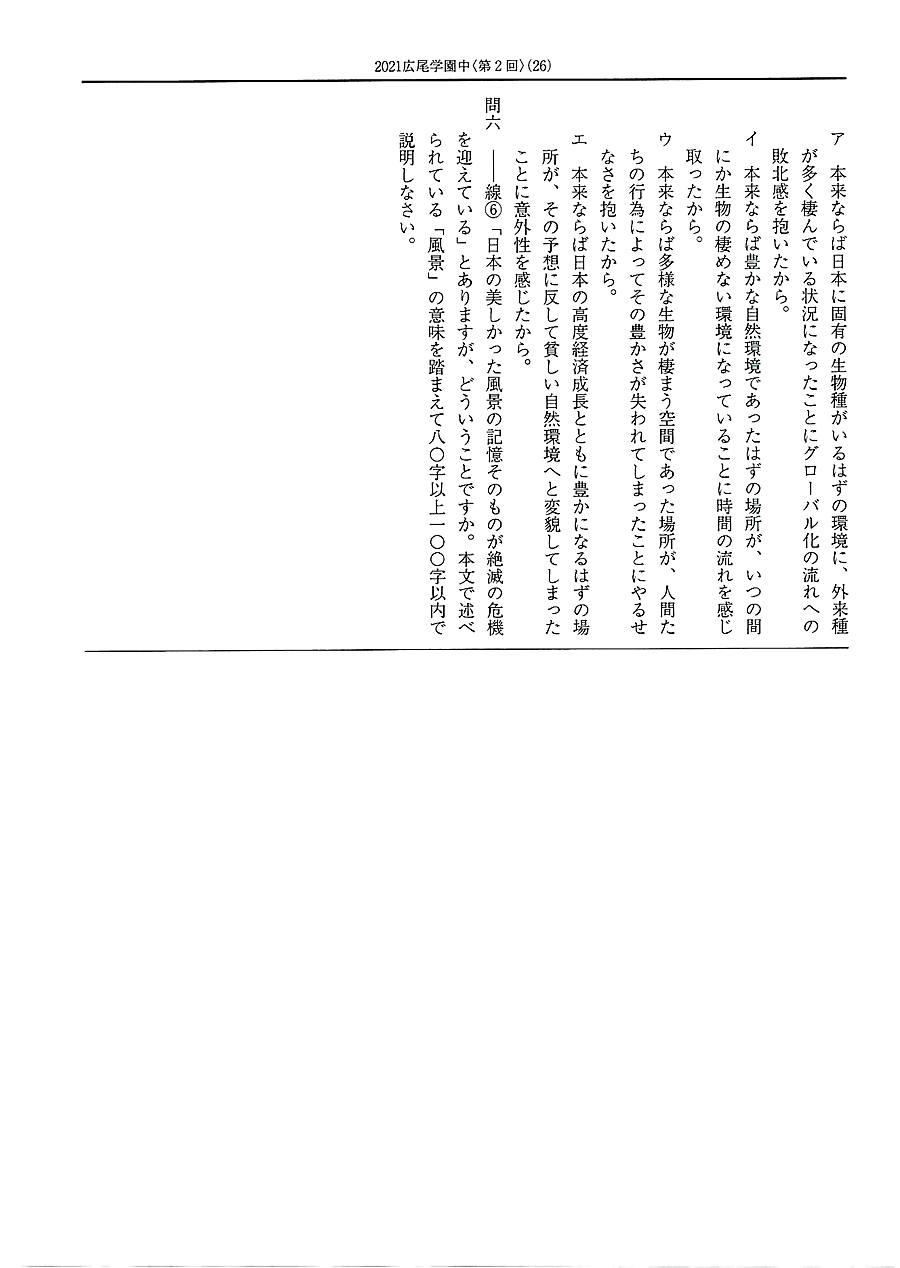 2021広尾学園中〈第2回〉(26)
ア　本来ならば日本に固有の生物種がいるはずの環境に、外来種
が多く棲んでいる状況になったことにグローバル化の流れへの
敗北感を抱いたから。
イ　本来ならば豊かな自然環境であったはずの場所が、いつの間
にか生物の棲めない環境になっていることに時間の流れを感じ
取ったから。
ウ　本来ならば多様な生物が棲まう空間であった場所が、人間た
ちの行為によってその豊かさが失われてしまったことにやるせ
なさを抱いたから。
エ　本来ならば日本の高度経済成長とともに豊かになるはずの場
所が、その予想に反して貧しい自然環境へと変貌してしまった
ことに意外性を感じたから。
問六　――線⑥「日本の美しかった風景の記憶そのものが絶滅の危機
を迎えている」とありますが、どういうことですか。本文で述べ
られている「風景」の意味を踏まえて八〇字以上一〇〇字以内で
説明しなさい。